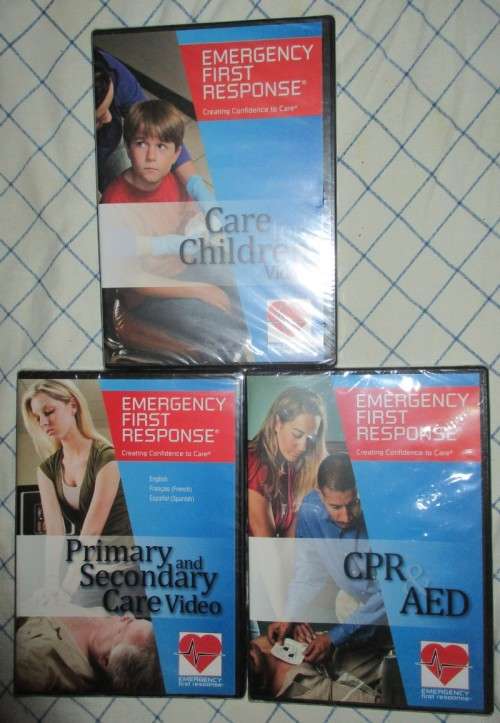 EMERGENCY
FIRST
RESPONSE®
Creating Confidence to Care®
Care
Children
Video
EMERGENCY
FIRST
RESPONSE®
Creating Confidence to Care®
English
Français (French)
Español (Spanish)
Primary and
Secondary
Care Video
EMERGENCY
first response®
EMERGENCY
FIRST
RESPONSE®
Creating Confidence to Care®
CPR &
AED
EMERGENCY
first response®